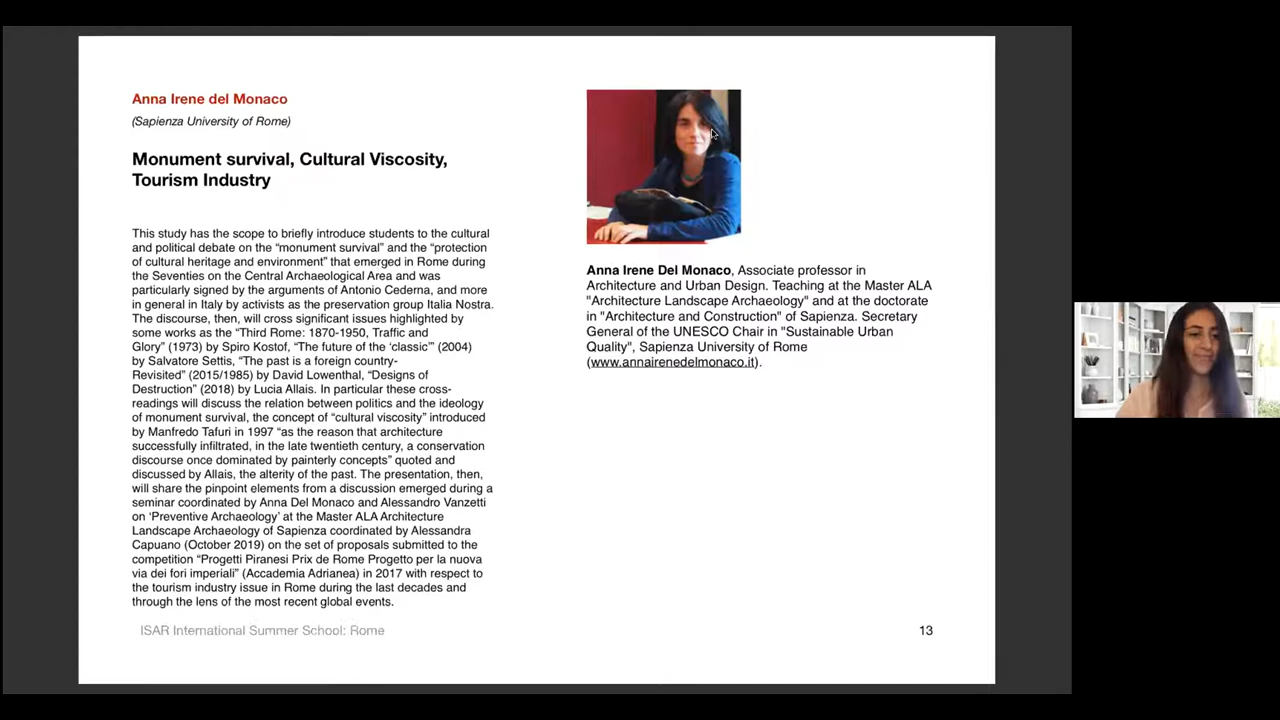 Anna Irene del Monaco
(Sapienza University of Rome)
Monument survival, Cultural Viscosity,
Tourism Industry
This study has the scope to briefly introduce students to the cultural
and political debate on the “monument survival” and the “protection
of cultural heritage and environment” that emerged in Rome during
the Seventies on the Central Archaeological Area and was
particularly signed by the arguments of Antonio Cederna, and more
in general in Italy by activists as the preservation group Italia Nostra.
The discourse, then, will cross significant issues highlighted by
some works as the “Third Rome: 1870-1950, Traffic and
Glory” (1973) by Spiro Kostof, “The future of the ‘classic’” (2004)
by Salvatore Settis, “The past is a foreign country-
Revisited” (2015/1985) by David Lowenthal, “Designs of
Destruction” (2018) by Lucia Allais. In particular these cross-
readings will discuss the relation between politics and the ideology
of monument survival, the concept of “cultural viscosity” introduced
by Manfredo Tafuri in 1997 “as the reason that architecture
successfully infiltrated, in the late twentieth century, a conservation
discourse once dominated by painterly concepts” quoted and
discussed by Allais, the alterity of the past. The presentation, then,
will share the pinpoint elements from a discussion emerged during a
seminar coordinated by Anna Del Monaco and Alessandro Vanzetti
on ‘Preventive Archaeology’ at the Master ALA Architecture
Landscape Archaeology of Sapienza coordinated by Alessandra
Capuano (October 2019) on the set of proposals submitted to the
competition “Progetti Piranesi Prix de Rome Progetto per la nuova
via dei fori imperiali” (Accademia Adrianea) in 2017 with respect to
the tourism industry issue in Rome during the last decades and
through the lens of the most recent global events.
Anna Irene Del Monaco, Associate professor in
Architecture and Urban Design. Teaching at the Master ALA
"Architecture Landscape Archaeology" and at the doctorate
in "Architecture and Construction" of Sapienza. Secretary
General of the UNESCO Chair in "Sustainable Urban
Quality", Sapienza University of Rome
(www.annairenedelmonaco.it).
ISAR International Summer School: Rome
13